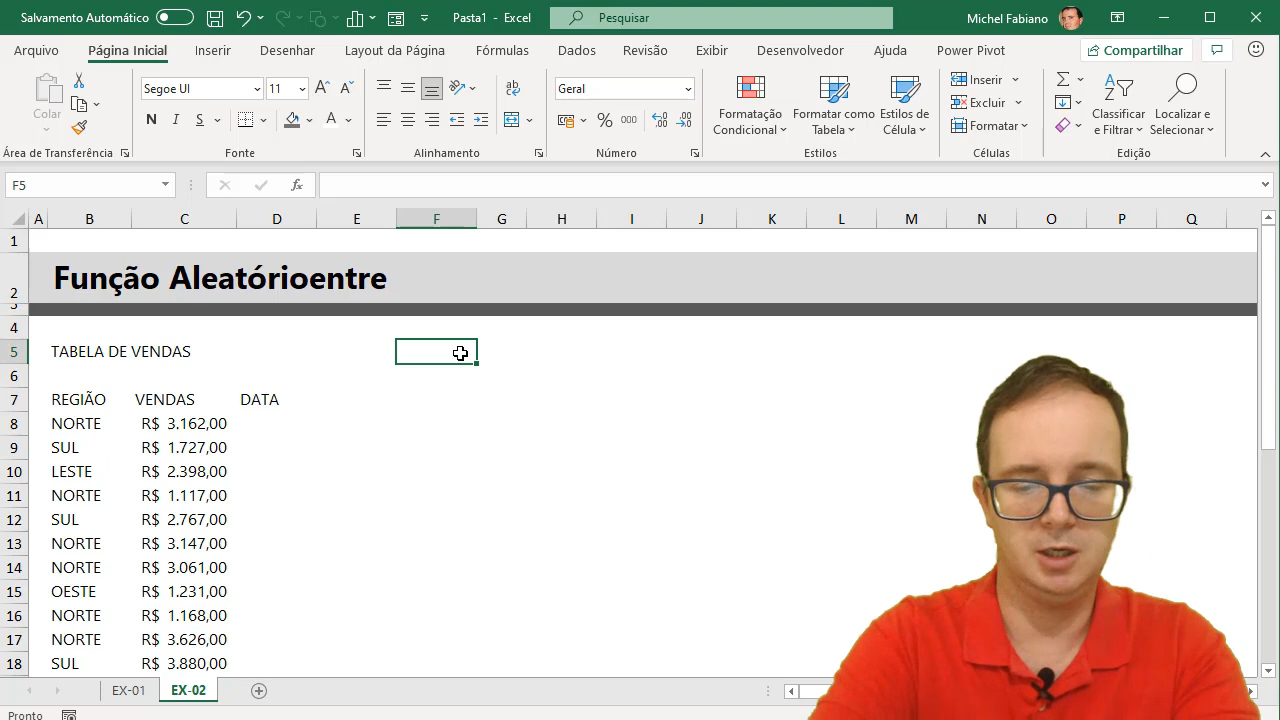 Salvamento Automático
Pasta1 - Excel
Pesquisar
Michel Fabiano
Arquivo Página Inicial Inserir Desenhar Layout da Página Fórmulas Dados Revisão Exibir Desenvolvedor Ajuda Power Pivot Compartilhar
Colar
Área de Transferência
Segoe UI 11
N I S A
Fonte
ab
Alinhamento
Geral
% 000
Número
Formatação Condicional
Formatar como Tabela
Estilos de Célula
Estilos
Inserir
Excluir
Formatar
Células
Classificar e Filtrar
Localizar e Selecionar
Edição
F5 fx
A B C D E F G H I J K L M N O P Q
1
2 Função Aleatórioentre
3
4
5 TABELA DE VENDAS
6
7 REGIÃO VENDAS DATA
8 NORTE R$ 3.162,00
9 SUL R$ 1.727,00
10 LESTE R$ 2.398,00
11 NORTE R$ 1.117,00
12 SUL R$ 2.767,00
13 NORTE R$ 3.147,00
14 NORTE R$ 3.061,00
15 OESTE R$ 1.231,00
16 NORTE R$ 1.168,00
17 NORTE R$ 3.626,00
18 SUL R$ 3.880,00
EX-01 EX-02
Pronto